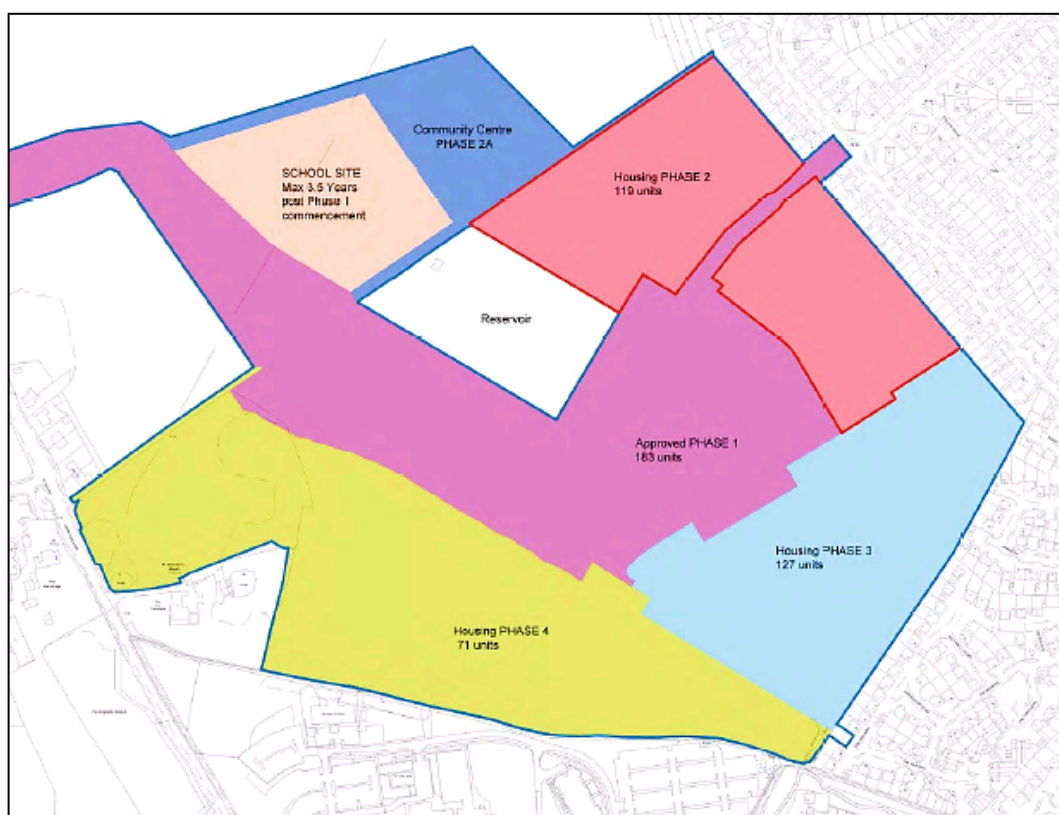 Community Centre
PHASE 2A
SCHOOL SITE
Max 3.5 Years
post Phase 1
commencement
Housing PHASE 2
119 units
Reservoir
Approved PHASE 1
183 units
Housing PHASE 3
127 units
Housing PHASE 4
71 units